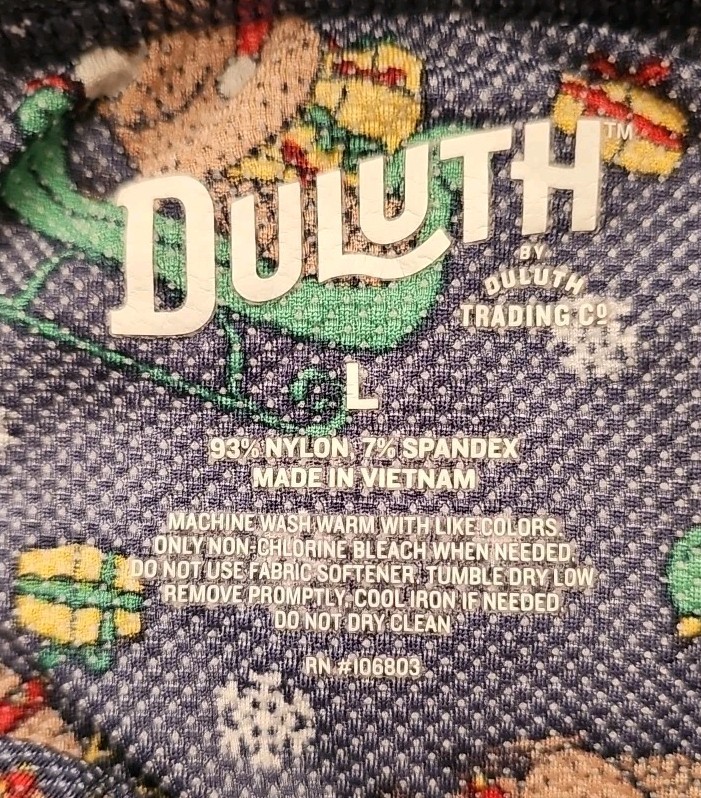 DULUTH™
BY
DULUTH
TRADING Cº
L
93% NYLON, 7% SPANDEX
MADE IN VIETNAM
MACHINE WASH WARM WITH LIKE COLORS
ONLY NON-CHLORINE BLEACH WHEN NEEDED.
DO NOT USE FABRIC SOFTENER. TUMBLE DRY LOW
REMOVE PROMPTLY. COOL IRON IF NEEDED.
DO NOT DRY CLEAN
RN #106803